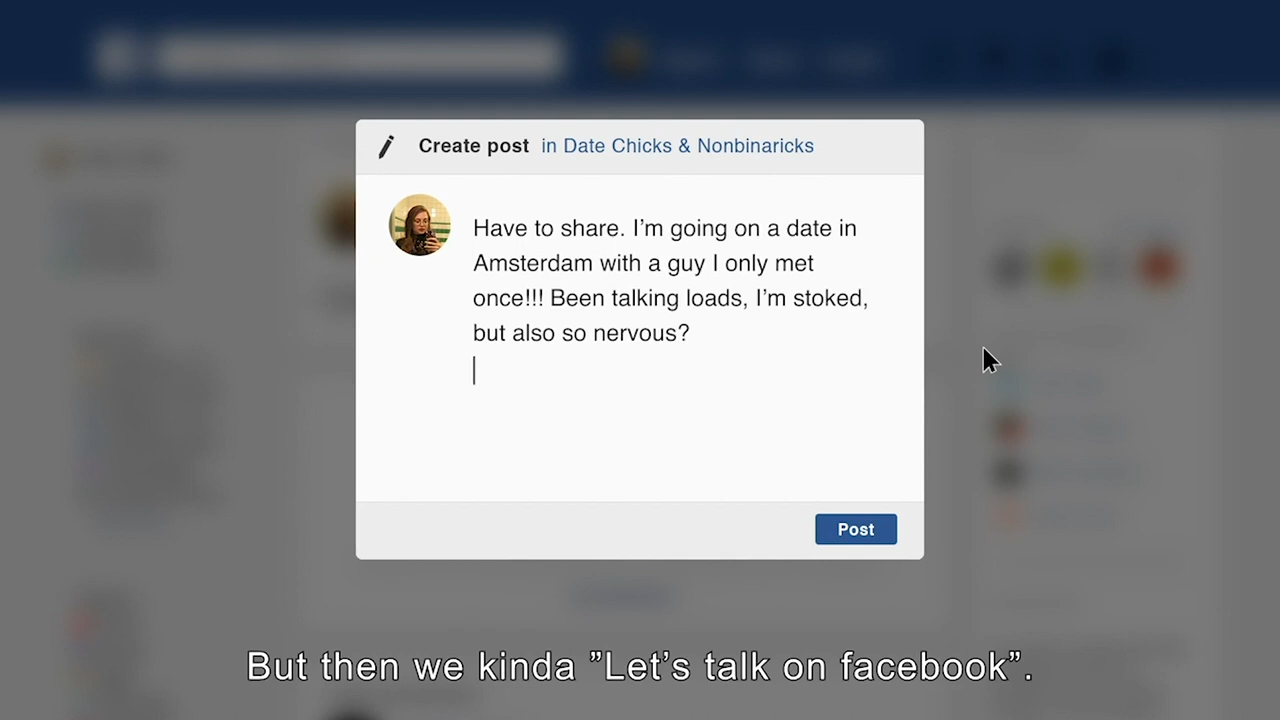 Create post in Date Chicks & Nonbinaricks
Have to share. I’m going on a date in
Amsterdam with a guy I only met
once!!! Been talking loads, I’m stoked,
but also so nervous?
Post
But then we kinda ”Let’s talk on facebook”.